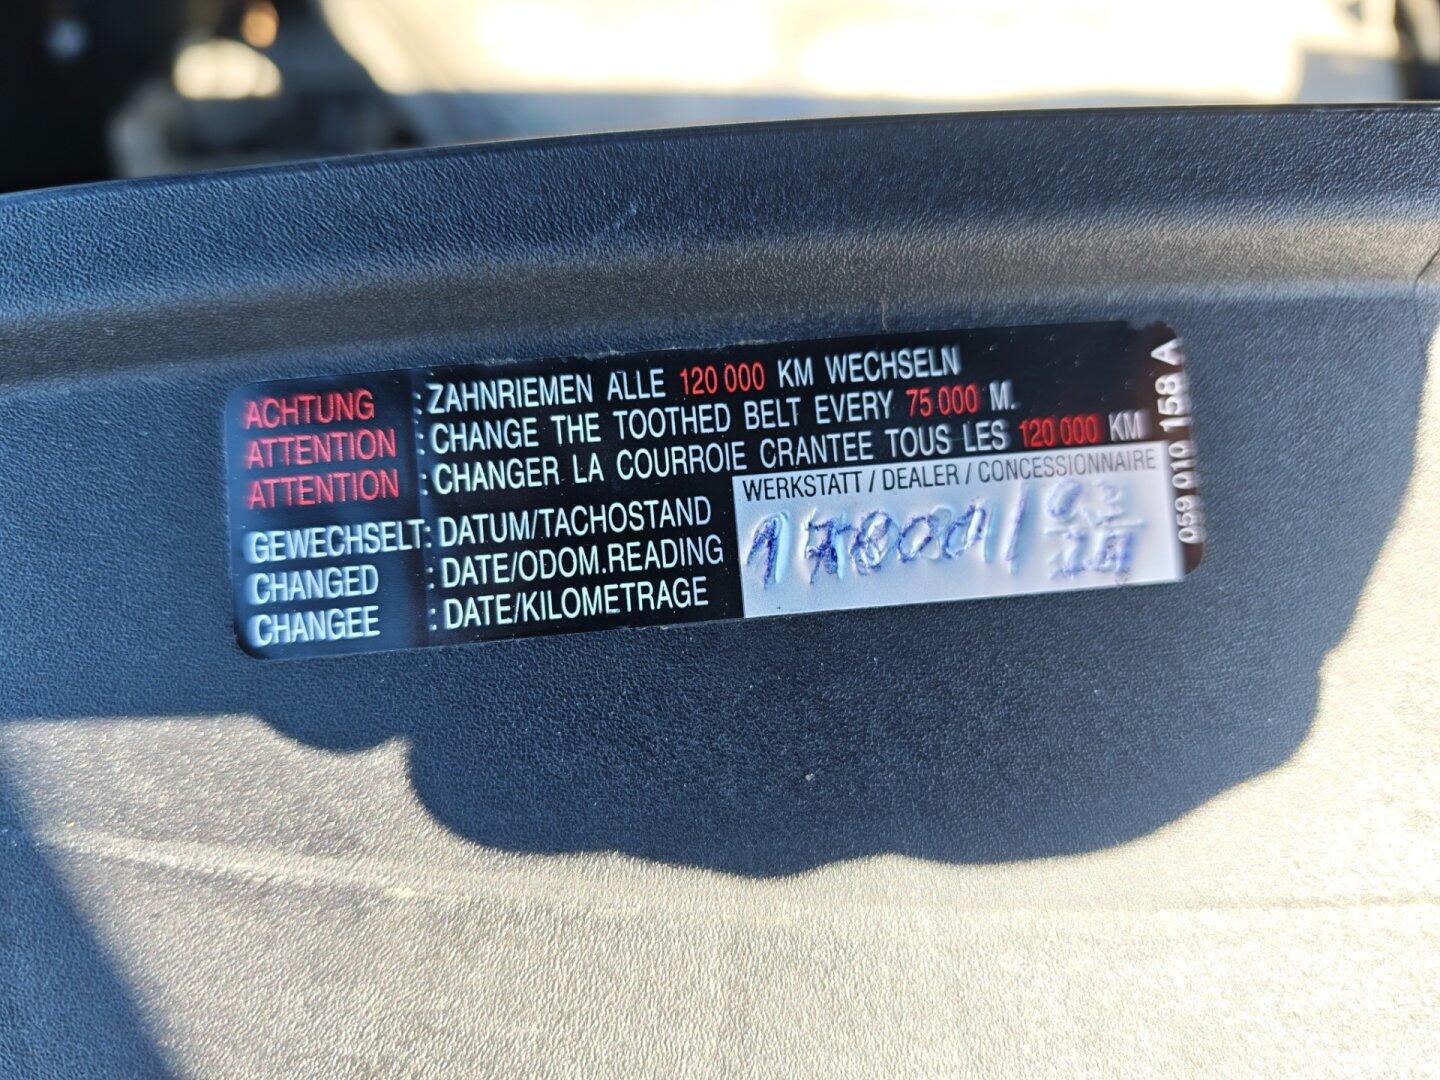 ACHTUNG : ZAHNRIEMEN ALLE 120 000 KM WECHSELN
ATTENTION : CHANGE THE TOOTHED BELT EVERY 75 000 M.
ATTENTION : CHANGER LA COURROIE CRANTEE TOUS LES 120 000 KM
WERKSTATT / DEALER / CONCESSIONNAIRE
GEWECHSELT: DATUM/TACHOSTAND
CHANGED : DATE/ODOM.READING
CHANGEE : DATE/KILOMETRAGE
059 010 158 A